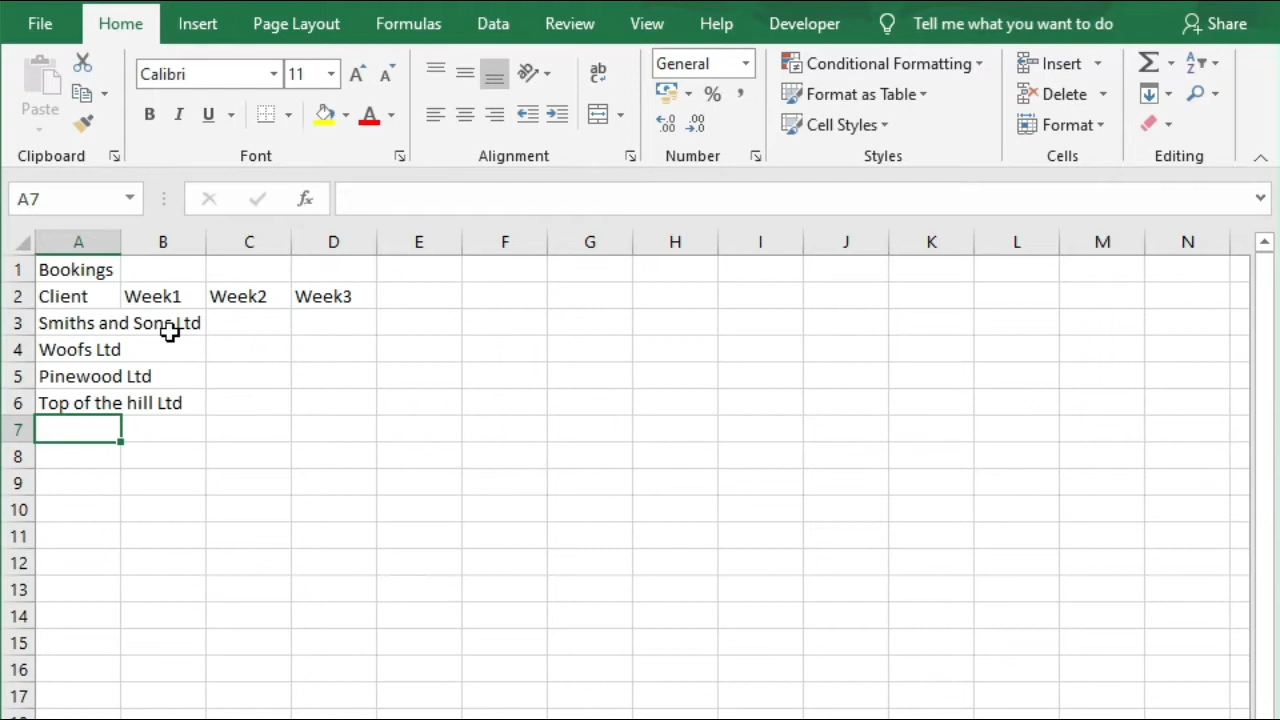 File Home Insert Page Layout Formulas Data Review View Help Developer Tell me what you want to do Share
Calibri 11 General Conditional Formatting Insert
Paste Format as Table Delete
B I U A % Cell Styles Format
Clipboard Font Alignment Number Styles Cells Editing
A7 fx
A B C D E F G H I J K L M N
1 Bookings
2 Client Week1 Week2 Week3
3 Smiths and Sons Ltd
4 Woofs Ltd
5 Pinewood Ltd
6 Top of the hill Ltd
7
8
9
10
11
12
13
14
15
16
17